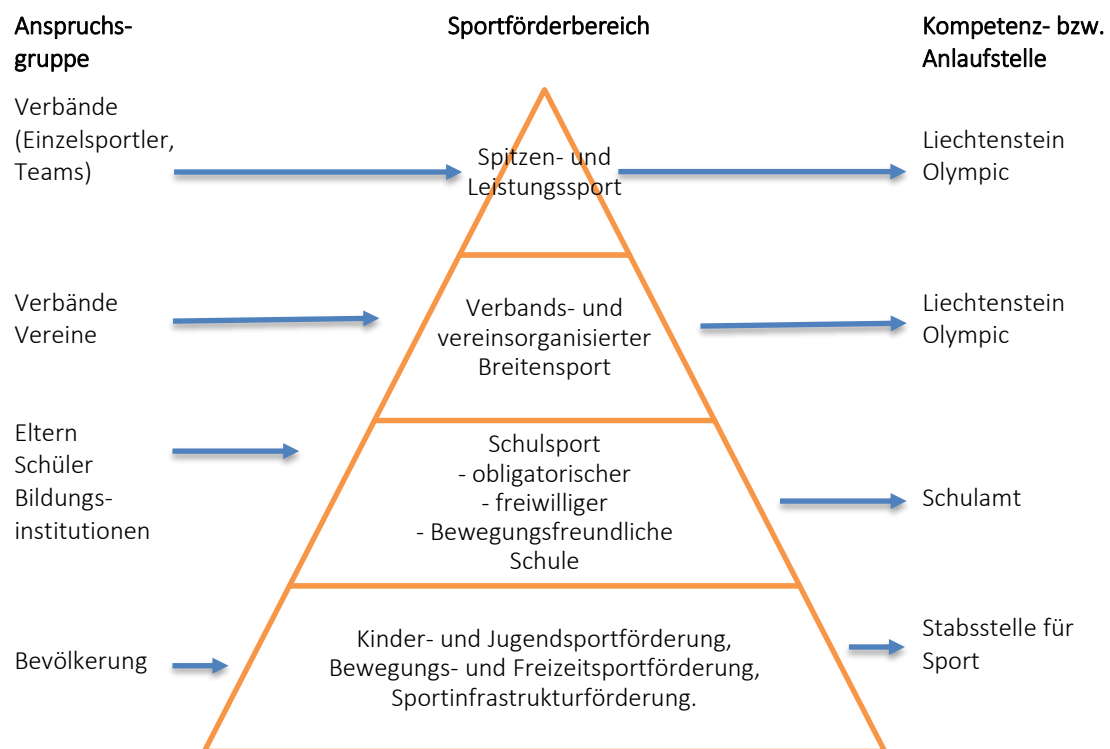 Anspruchs-
gruppe
Sportförderbereich
Kompetenz- bzw.
Anlaufstelle
Verbände
(Einzelsportler,
Teams)
Spitzen- und
Leistungssport
Liechtenstein
Olympic
Verbände
Vereine
Verbands- und
vereinsorganisierter
Breitensport
Liechtenstein
Olympic
Eltern
Schüler
Bildungs-
institutionen
Schulsport
- obligatorischer
- freiwilliger
- Bewegungsfreundliche
Schule
Schulamt
Bevölkerung
Kinder- und Jugendsportförderung,
Bewegungs- und Freizeitsportförderung,
Sportinfrastrukturförderung.
Stabsstelle für
Sport